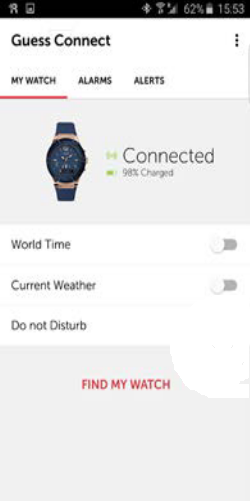 62% 15:53
Guess Connect
MY WATCH ALARMS ALERTS
Connected
98% Charged
World Time
Current Weather
Do not Disturb
FIND MY WATCH